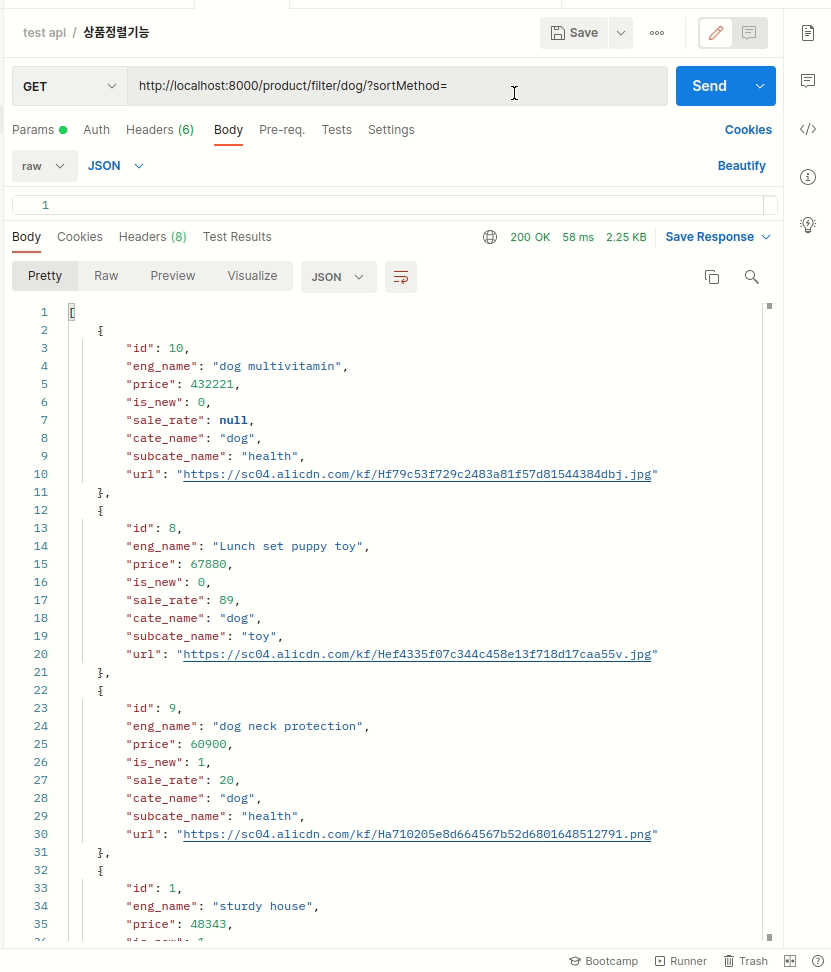 test api / 상품정렬기능
Save
GET http://localhost:8000/product/filter/dog/?sortMethod= Send
Params Auth Headers (6) Body Pre-req. Tests Settings Cookies
raw JSON Beautify
1
Body Cookies Headers (8) Test Results 200 OK 58 ms 2.25 KB Save Response
Pretty Raw Preview Visualize JSON
1 [
2 {
3 "id": 10,
4 "eng_name": "dog multivitamin",
5 "price": 432221,
6 "is_new": 0,
7 "sale_rate": null,
8 "cate_name": "dog",
9 "subcate_name": "health",
10 "url": "https://sc04.alicdn.com/kf/Hf79c53f729c2483a81f57d81544384dbj.jpg"
11 },
12 {
13 "id": 8,
14 "eng_name": "Lunch set puppy toy",
15 "price": 67880,
16 "is_new": 0,
17 "sale_rate": 89,
18 "cate_name": "dog",
19 "subcate_name": "toy",
20 "url": "https://sc04.alicdn.com/kf/Hef4335f07c344c458e13f718d17caa55v.jpg"
21 },
22 {
23 "id": 9,
24 "eng_name": "dog neck protection",
25 "price": 60900,
26 "is_new": 1,
27 "sale_rate": 20,
28 "cate_name": "dog",
29 "subcate_name": "health",
30 "url": "https://sc04.alicdn.com/kf/Ha710205e8d664567b52d6801648512791.png"
31 },
32 {
33 "id": 1,
34 "eng_name": "sturdy house",
35 "price": 48343,
Bootcamp Runner Trash